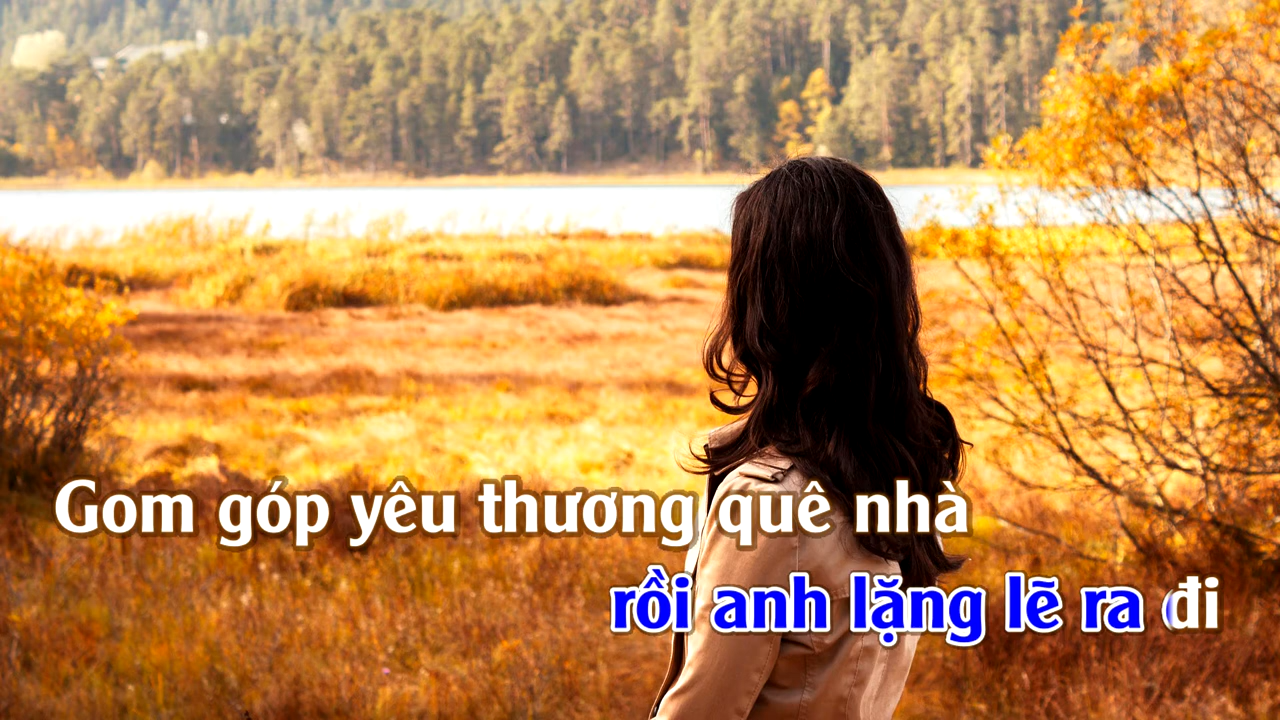 Gom góp yêu thương quê nhà
rồi anh lặng lẽ ra đi